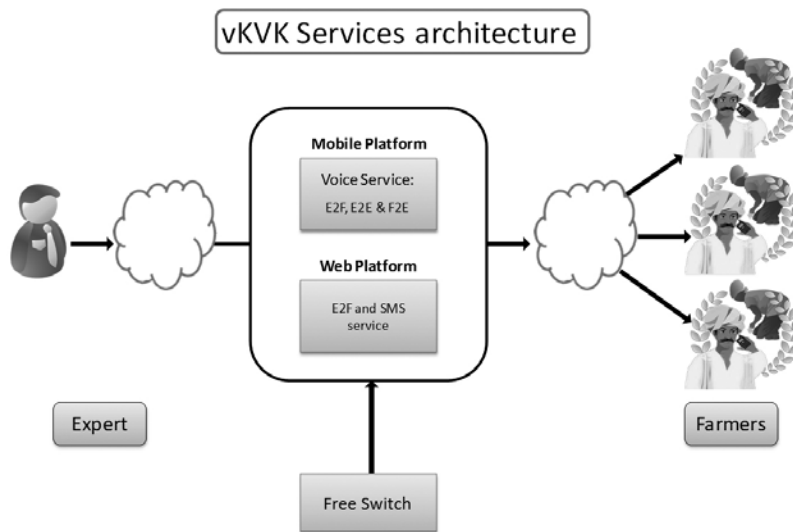 vKVK Services architecture
Mobile Platform
Voice Service:
E2F, E2E & F2E
Web Platform
E2F and SMS
service
Expert
Farmers
Free Switch